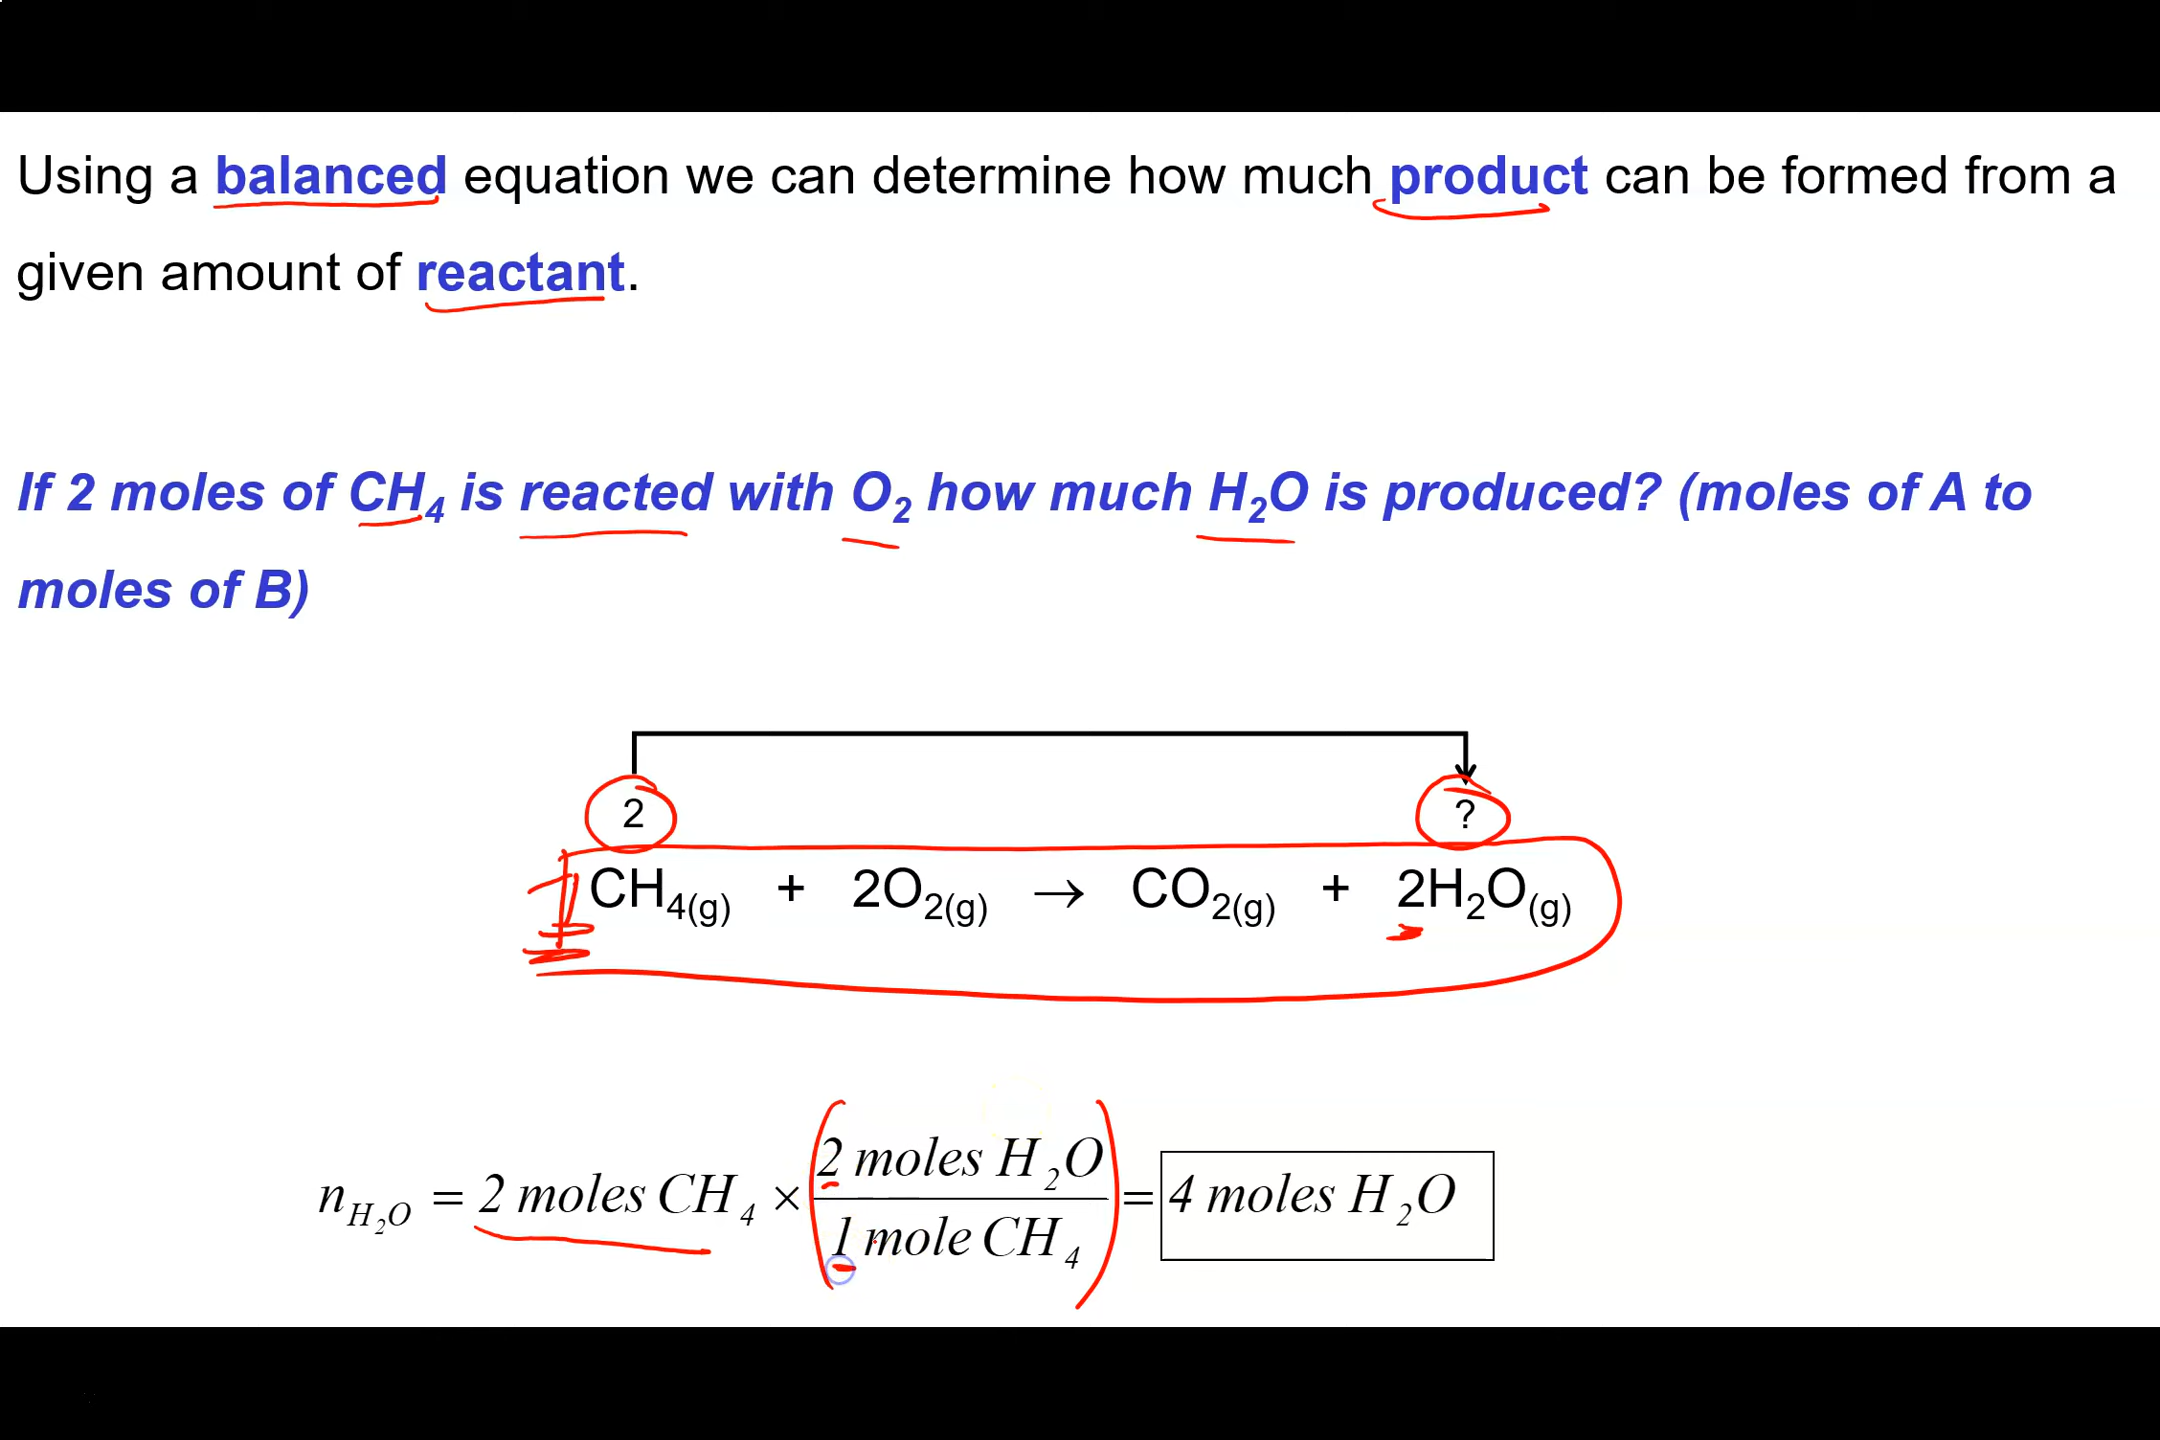 Using a balanced equation we can determine how much product can be formed from a
given amount of reactant.
If 2 moles of CH₄ is reacted with O₂ how much H₂O is produced? (moles of A to
moles of B)
2 ?
1 CH₄(g) + 2O₂(g) → CO₂(g) + 2H₂O(g)
n H₂O = 2 moles CH₄ × (2 moles H₂O / 1 mole CH₄) = 4 moles H₂O